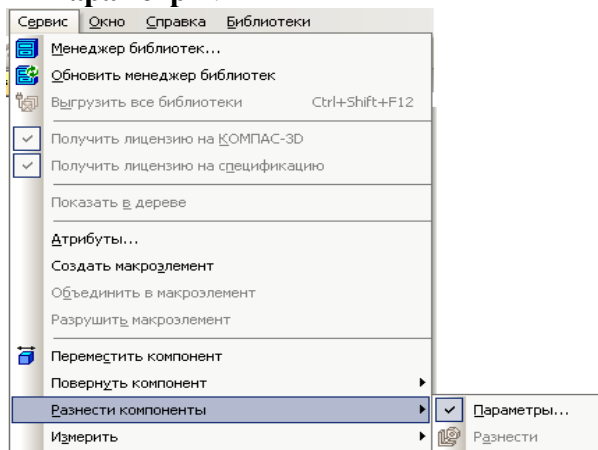 Сервис Окно Справка Библиотеки
Менеджер библиотек...
Обновить менеджер библиотек
Выгрузить все библиотеки Ctrl+Shift+F12
Получить лицензию на КОМПАС-3D
Получить лицензию на спецификацию
Показать в дереве
Атрибуты...
Создать макроэлемент
Объединить в макроэлемент
Разрушить макроэлемент
Переместить компонент
Повернуть компонент
Разнести компоненты Параметры...
Измерить Разнести